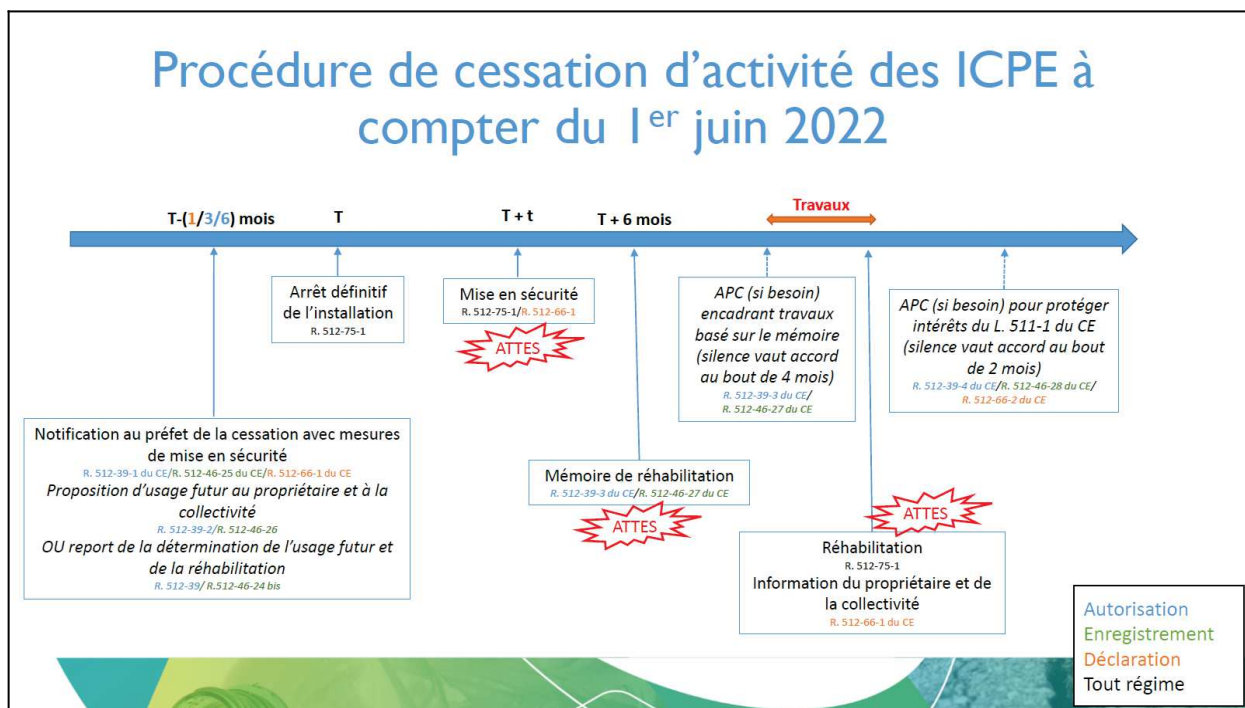 Procédure de cessation d’activité des ICPE à
compter du 1er juin 2022
T-(1/3/6) mois
T
T + t
T + 6 mois
Travaux
Arrêt définitif
de l’installation
R. 512-75-1
Mise en sécurité
R. 512-75-1/R. 512-66-1
ATTES
APC (si besoin)
encadrant travaux
basé sur le mémoire
(silence vaut accord
au bout de 4 mois)
R. 512-39-3 du CE/
R. 512-46-27 du CE
APC (si besoin) pour protéger
intérêts du L. 511-1 du CE
(silence vaut accord au bout
de 2 mois)
R. 512-39-4 du CE/R. 512-46-28 du CE/
R. 512-66-2 du CE
Notification au préfet de la cessation avec mesures
de mise en sécurité
R. 512-39-1 du CE/R. 512-46-25 du CE/R. 512-66-1 du CE
Proposition d’usage futur au propriétaire et à la
collectivité
R. 512-39-2/R. 512-46-26
OU report de la détermination de l’usage futur et
de la réhabilitation
R. 512-39/ R.512-46-24 bis
Mémoire de réhabilitation
R. 512-39-3 du CE/R. 512-46-27 du CE
ATTES
ATTES
Réhabilitation
R. 512-75-1
Information du propriétaire et de
la collectivité
R. 512-66-1 du CE
Autorisation
Enregistrement
Déclaration
Tout régime